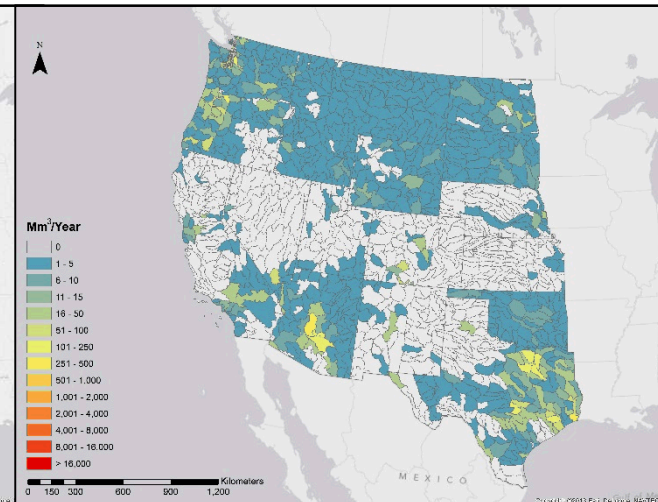 N
Mm³/Year
0
1 - 5
6 - 10
11 - 15
16 - 50
51 - 100
101 - 250
251 - 500
501 - 1.000
1,001 - 2,000
2,001 - 4,000
4,001 - 8,000
8,001 - 16.000
> 16,000
Kilometers
0 150 300 600 900 1,200
MEXICO